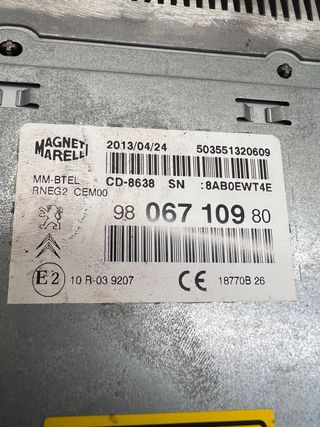 MAGNETI MARELLI
2013/04/24 503551320609
MM-BTEL CD-8638 SN :8AB0EWT4E
RNEG2 CEM00
98 067 109 80
E2 10 R-03 9207 CE 18770B 26